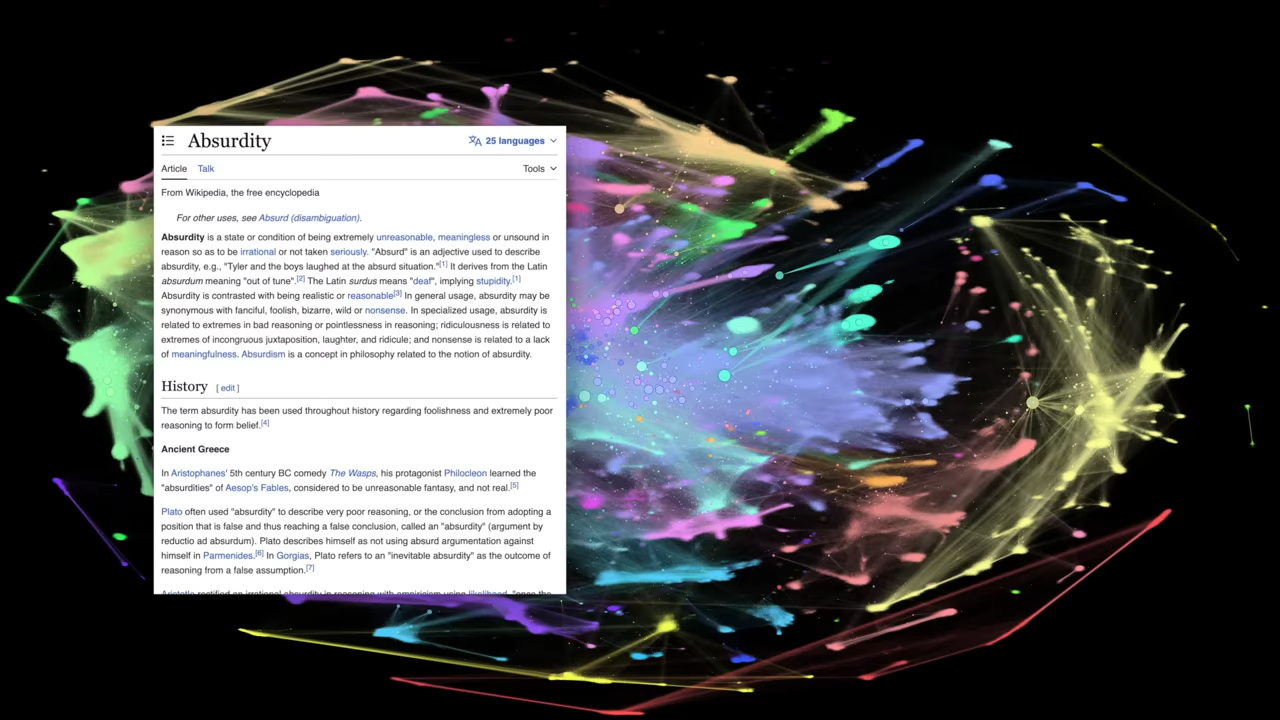 Absurdity
25 languages
Article Talk Tools
From Wikipedia, the free encyclopedia
For other uses, see Absurd (disambiguation).
Absurdity is a state or condition of being extremely unreasonable, meaningless or unsound in
reason so as to be irrational or not taken seriously. "Absurd" is an adjective used to describe
absurdity, e.g., "Tyler and the boys laughed at the absurd situation."[1] It derives from the Latin
absurdum meaning "out of tune".[2] The Latin surdus means "deaf", implying stupidity.[1]
Absurdity is contrasted with being realistic or reasonable[3] In general usage, absurdity may be
synonymous with fanciful, foolish, bizarre, wild or nonsense. In specialized usage, absurdity is
related to extremes in bad reasoning or pointlessness in reasoning; ridiculousness is related to
extremes of incongruous juxtaposition, laughter, and ridicule; and nonsense is related to a lack
of meaningfulness. Absurdism is a concept in philosophy related to the notion of absurdity.
History [ edit ]
The term absurdity has been used throughout history regarding foolishness and extremely poor
reasoning to form belief.[4]
Ancient Greece
In Aristophanes' 5th century BC comedy The Wasps, his protagonist Philocleon learned the
"absurdities" of Aesop's Fables, considered to be unreasonable fantasy, and not real.[5]
Plato often used "absurdity" to describe very poor reasoning, or the conclusion from adopting a
position that is false and thus reaching a false conclusion, called an "absurdity" (argument by
reductio ad absurdum). Plato describes himself as not using absurd argumentation against
himself in Parmenides.[6] In Gorgias, Plato refers to an "inevitable absurdity" as the outcome of
reasoning from a false assumption.[7]
Aristotle rectified an irrational absurdity in reasoning with empiricism using likelihood, "once the